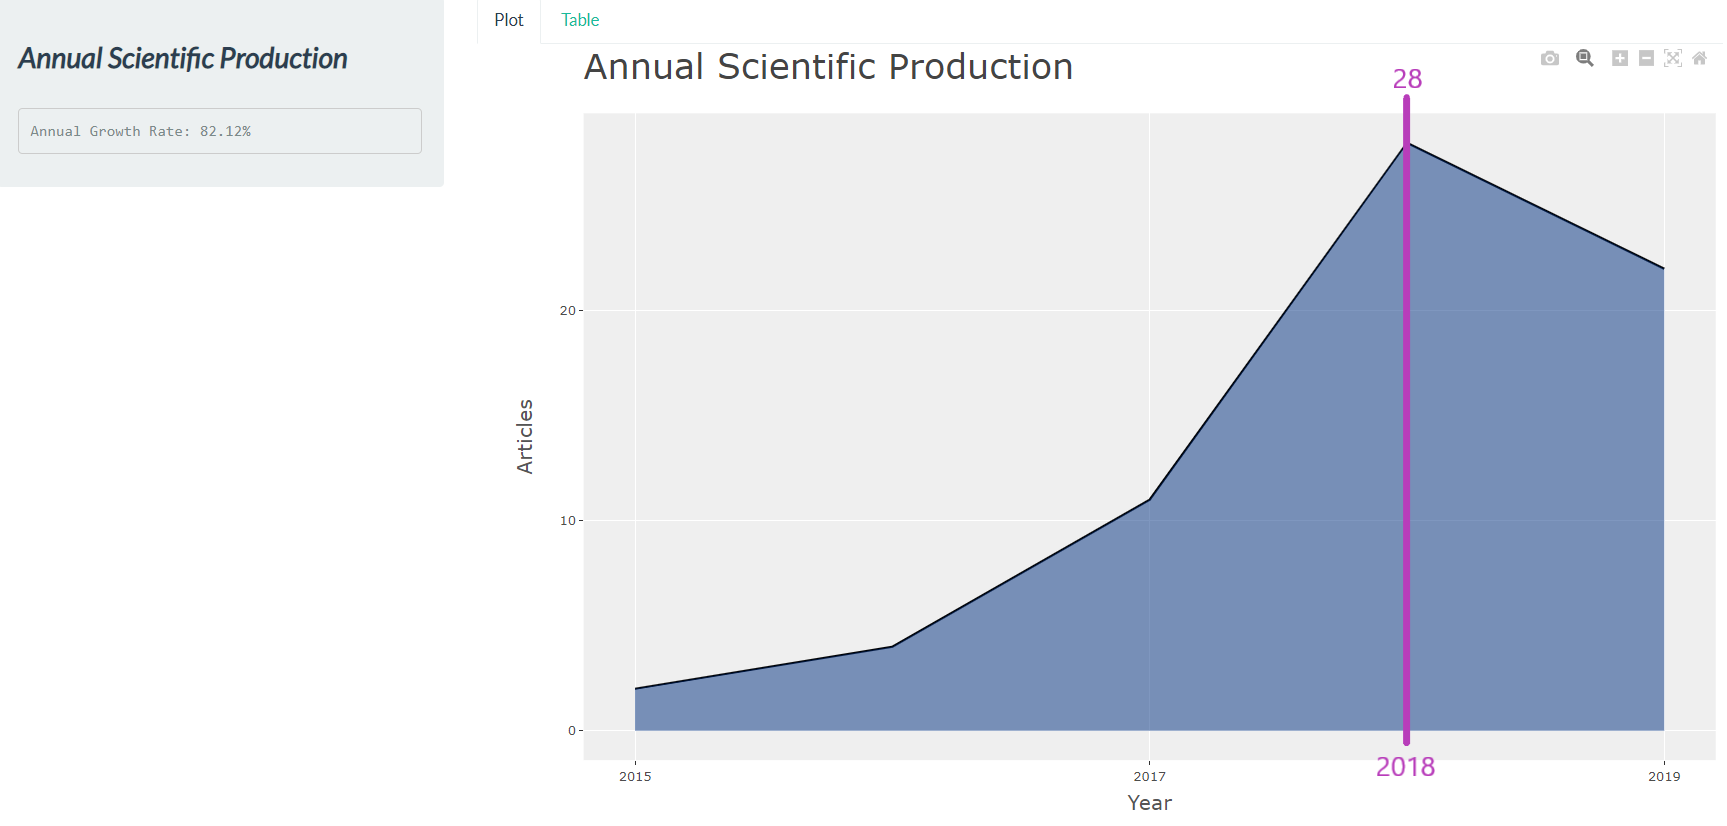 Annual Scientific Production
Annual Growth Rate: 82.12%
Plot
Table
Annual Scientific Production
28
20
10
0
Articles
2015
2017
2018
2019
Year